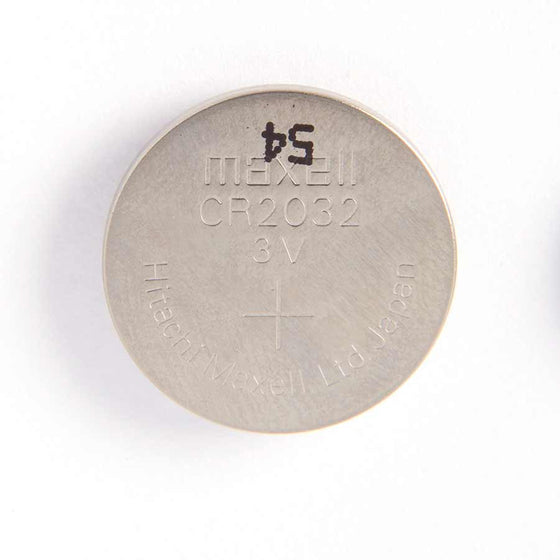 54
maxell
CR2032
3V
+
Hitachi Maxell Ltd Japan